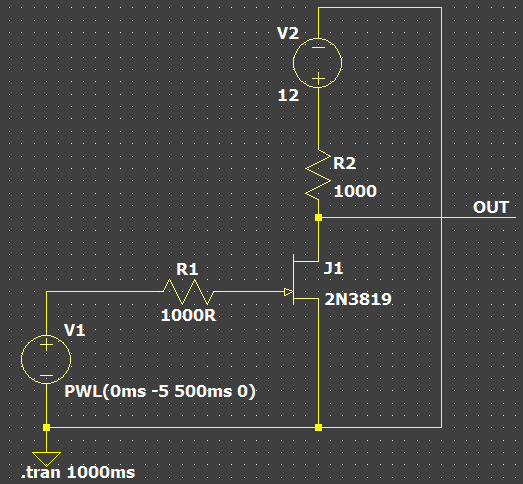 V2
12
R2
1000
OUT
R1
1000R
J1
2N3819
V1
PWL(0ms -5 500ms 0)
.tran 1000ms